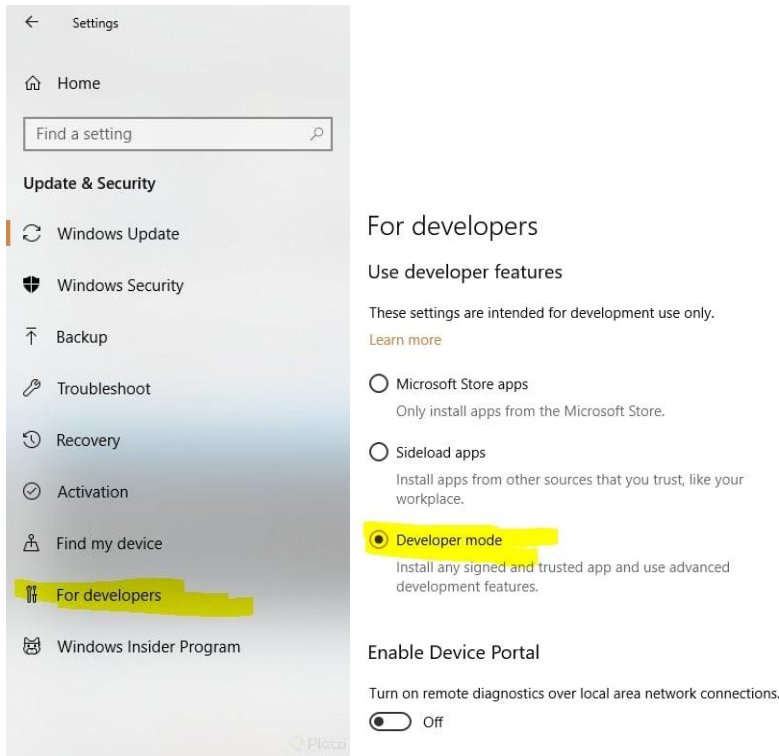 Settings
Home
Find a setting
Update & Security
Windows Update
Windows Security
Backup
Troubleshoot
Recovery
Activation
Find my device
For developers
Windows Insider Program
Platzi
For developers
Use developer features
These settings are intended for development use only.
Learn more
Microsoft Store apps
Only install apps from the Microsoft Store.
Sideload apps
Install apps from other sources that you trust, like your
workplace.
Developer mode
Install any signed and trusted app and use advanced
development features.
Enable Device Portal
Turn on remote diagnostics over local area network connections.
Off